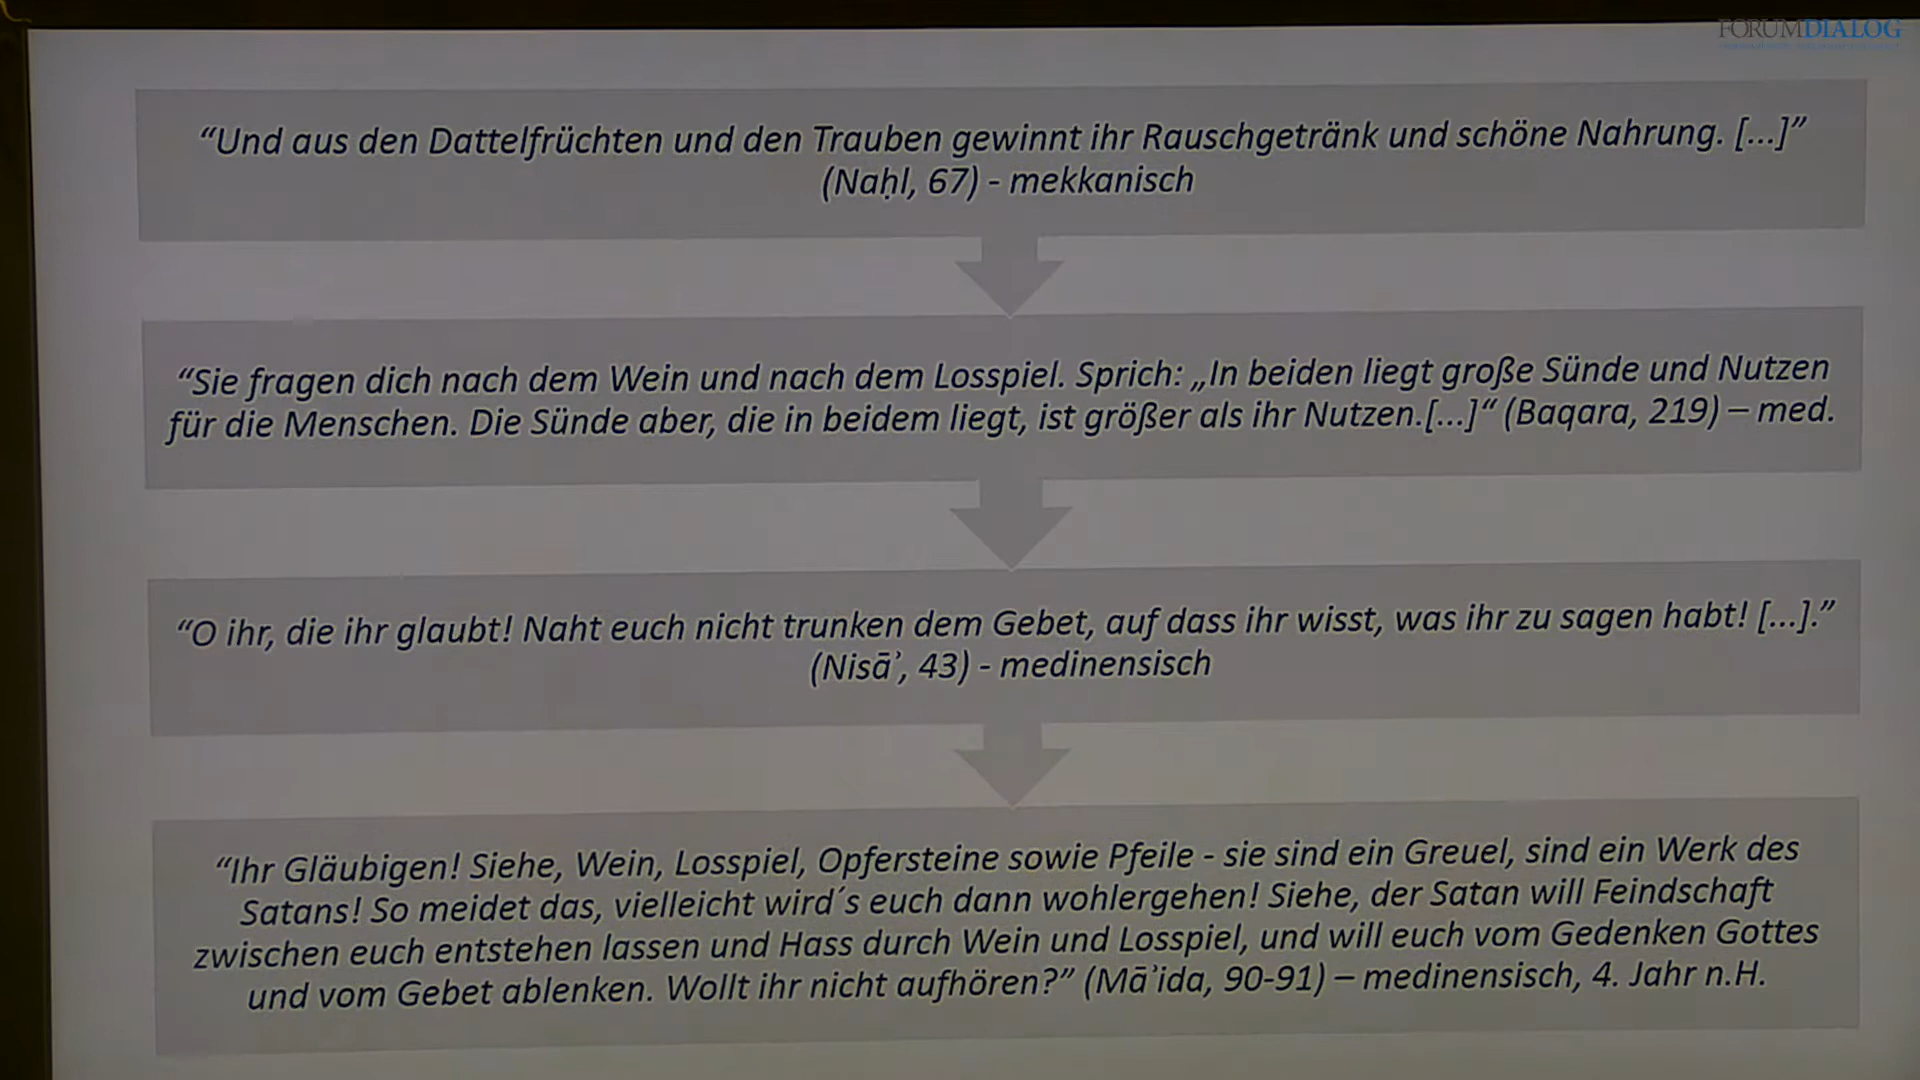 FORUMDIALOG
“Und aus den Dattelfrüchten und den Trauben gewinnt ihr Rauschgetränk und schöne Nahrung. [...]”
(Naḥl, 67) - mekkanisch
“Sie fragen dich nach dem Wein und nach dem Losspiel. Sprich: „In beiden liegt große Sünde und Nutzen
für die Menschen. Die Sünde aber, die in beidem liegt, ist größer als ihr Nutzen.[...]“ (Baqara, 219) – med.
“O ihr, die ihr glaubt! Naht euch nicht trunken dem Gebet, auf dass ihr wisst, was ihr zu sagen habt! [...].”
(Nisāʾ, 43) - medinensisch
“Ihr Gläubigen! Siehe, Wein, Losspiel, Opfersteine sowie Pfeile - sie sind ein Greuel, sind ein Werk des
Satans! So meidet das, vielleicht wird´s euch dann wohlergehen! Siehe, der Satan will Feindschaft
zwischen euch entstehen lassen und Hass durch Wein und Losspiel, und will euch vom Gedenken Gottes
und vom Gebet ablenken. Wollt ihr nicht aufhören?” (Māʾida, 90-91) – medinensisch, 4. Jahr n.H.